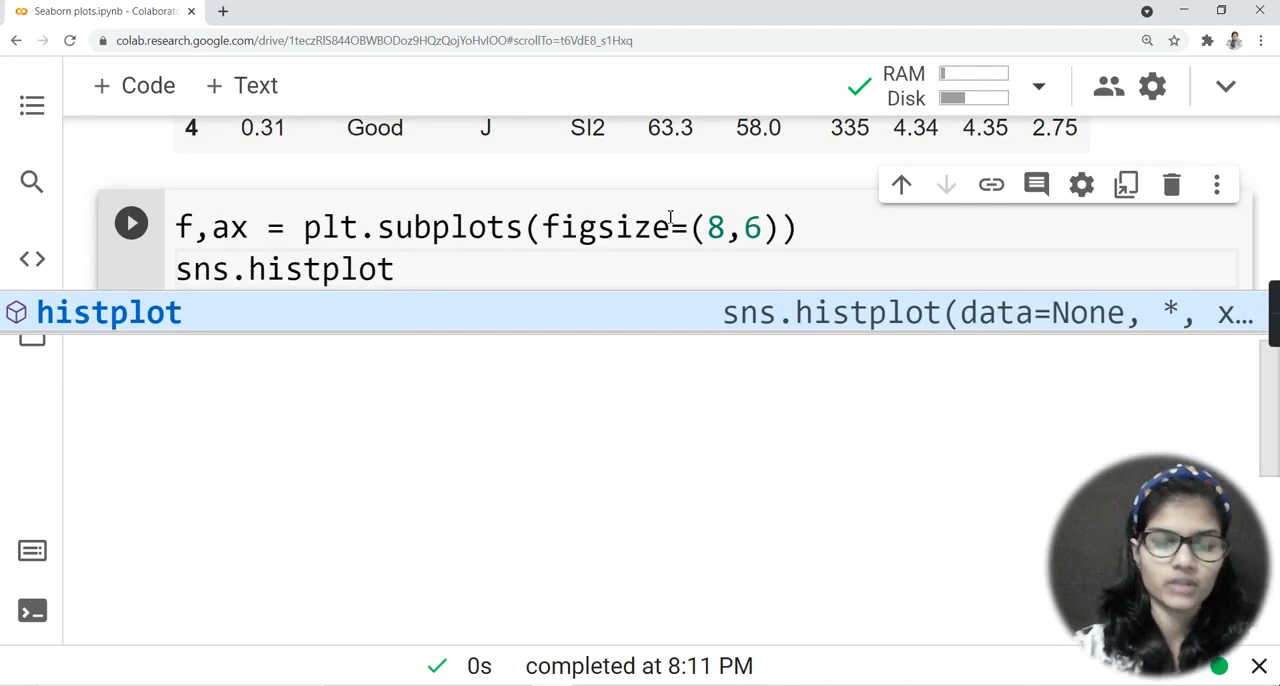 Seaborn plots.ipynb - Colaborato
colab.research.google.com/drive/1teczRlS844OBWBODoz9HQzQojYoHvIOO#scrollTo=t6VdE8_s1Hxq
+ Code + Text
RAM
Disk
4 0.31 Good J SI2 63.3 58.0 335 4.34 4.35 2.75
f,ax = plt.subplots(figsize=(8,6))
sns.histplot
histplot sns.histplot(data=None, *, x…
0s completed at 8:11 PM